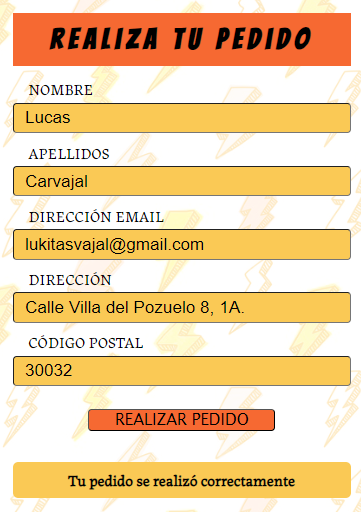 REALIZA TU PEDIDO
NOMBRE
Lucas
APELLIDOS
Carvajal
DIRECCIÓN EMAIL
lukitasvajal@gmail.com
DIRECCIÓN
Calle Villa del Pozuelo 8, 1A.
CÓDIGO POSTAL
30032
REALIZAR PEDIDO
Tu pedido se realizó correctamente